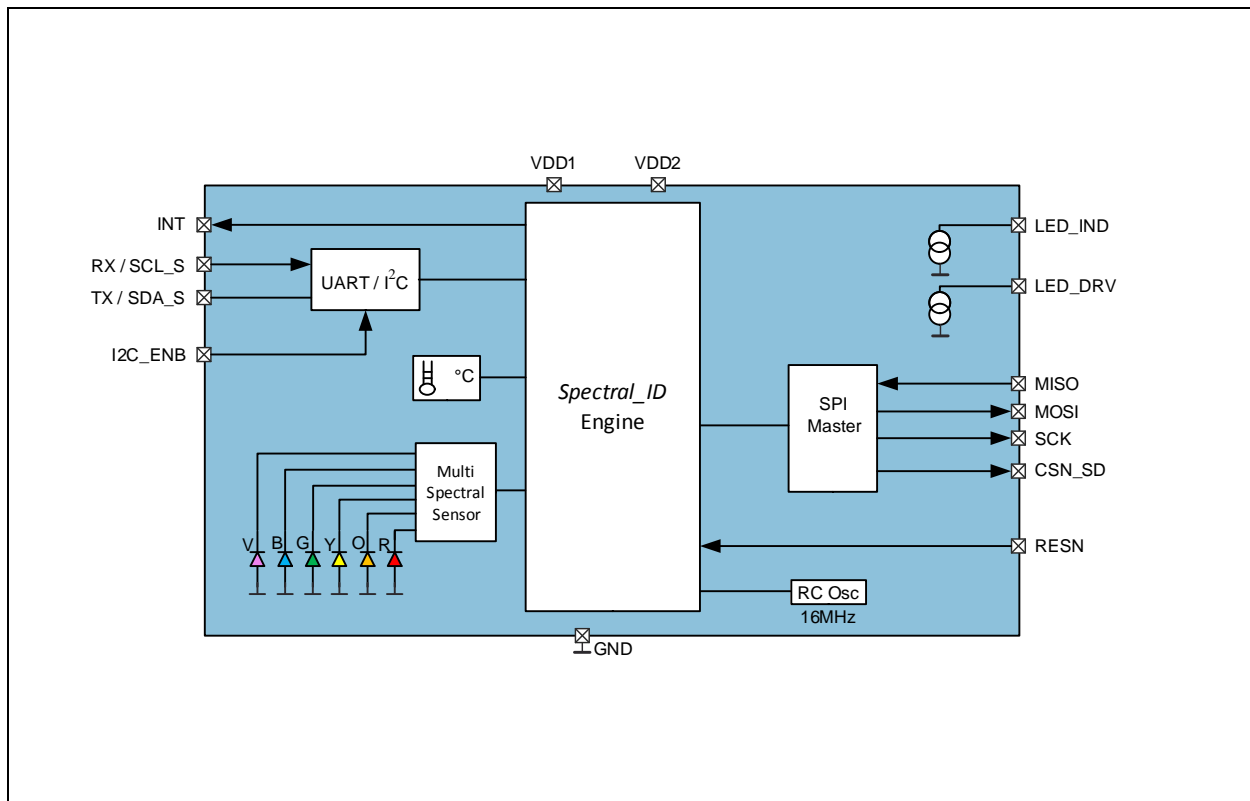 VDD1 VDD2
INT
RX / SCL_S
TX / SDA_S
I2C_ENB
UART / I²C
°C
Multi
Spectral
Sensor
V B G Y O R
Spectral_ID
Engine
SPI
Master
RC Osc
16MHz
LED_IND
LED_DRV
MISO
MOSI
SCK
CSN_SD
RESN
GND